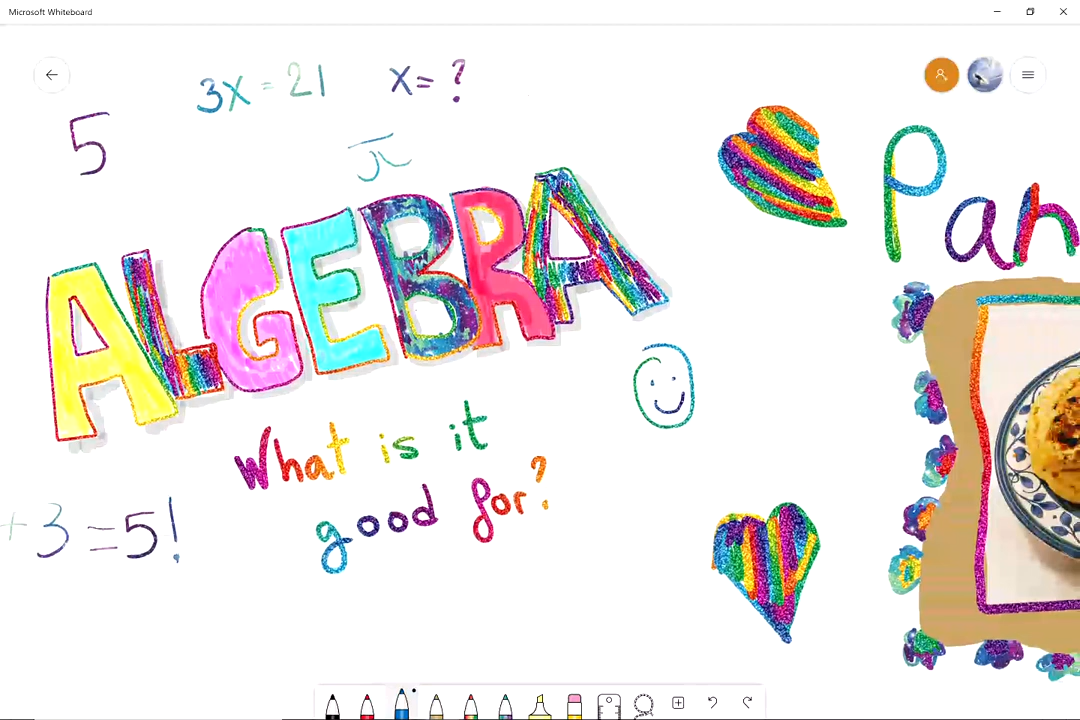 Microsoft Whiteboard
3x = 21 x = ?
5
π
ALGEBRA
What is it
good for?
+ 3 = 5!
Pan